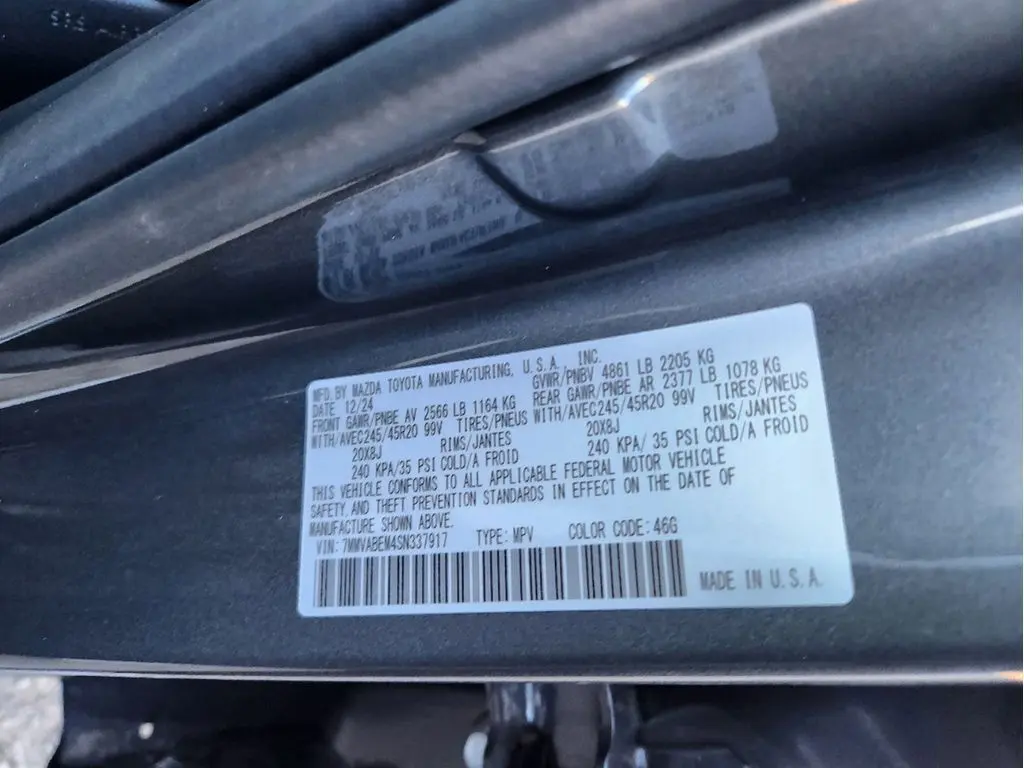 MFD. BY MAZDA TOYOTA MANUFACTURING, U.S.A. INC.
DATE 12/24 GVWR/PNBV 4861 LB 2205 KG
FRONT GAWR/PNBE AV 2566 LB 1164 KG REAR GAWR/PNBE AR 2377 LB 1078 KG
WITH/AVEC245/45R20 99V TIRES/PNEUS WITH/AVEC245/45R20 99V TIRES/PNEUS
20X8J RIMS/JANTES 20X8J RIMS/JANTES
240 KPA/35 PSI COLD/A FROID 240 KPA/ 35 PSI COLD/A FROID
THIS VEHICLE CONFORMS TO ALL APPLICABLE FEDERAL MOTOR VEHICLE
SAFETY AND THEFT PREVENTION STANDARDS IN EFFECT ON THE DATE OF
MANUFACTURE SHOWN ABOVE.
VIN: 7MMVABEM4SN337917 TYPE: MPV COLOR CODE: 46G
MADE IN U.S.A.